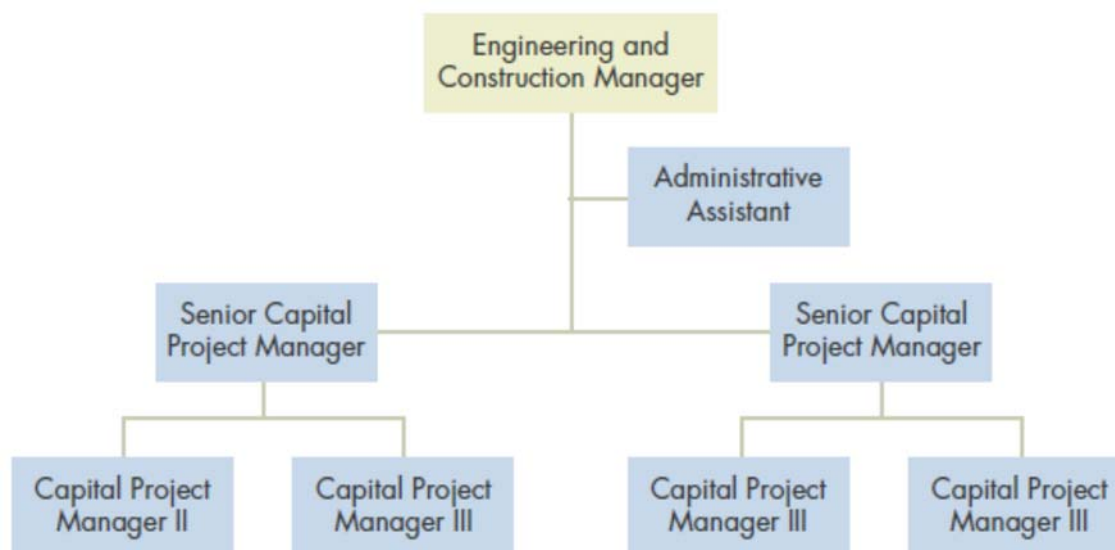 Engineering and
Construction Manager
Administrative
Assistant
Senior Capital
Project Manager
Senior Capital
Project Manager
Capital Project
Manager II
Capital Project
Manager III
Capital Project
Manager III
Capital Project
Manager III